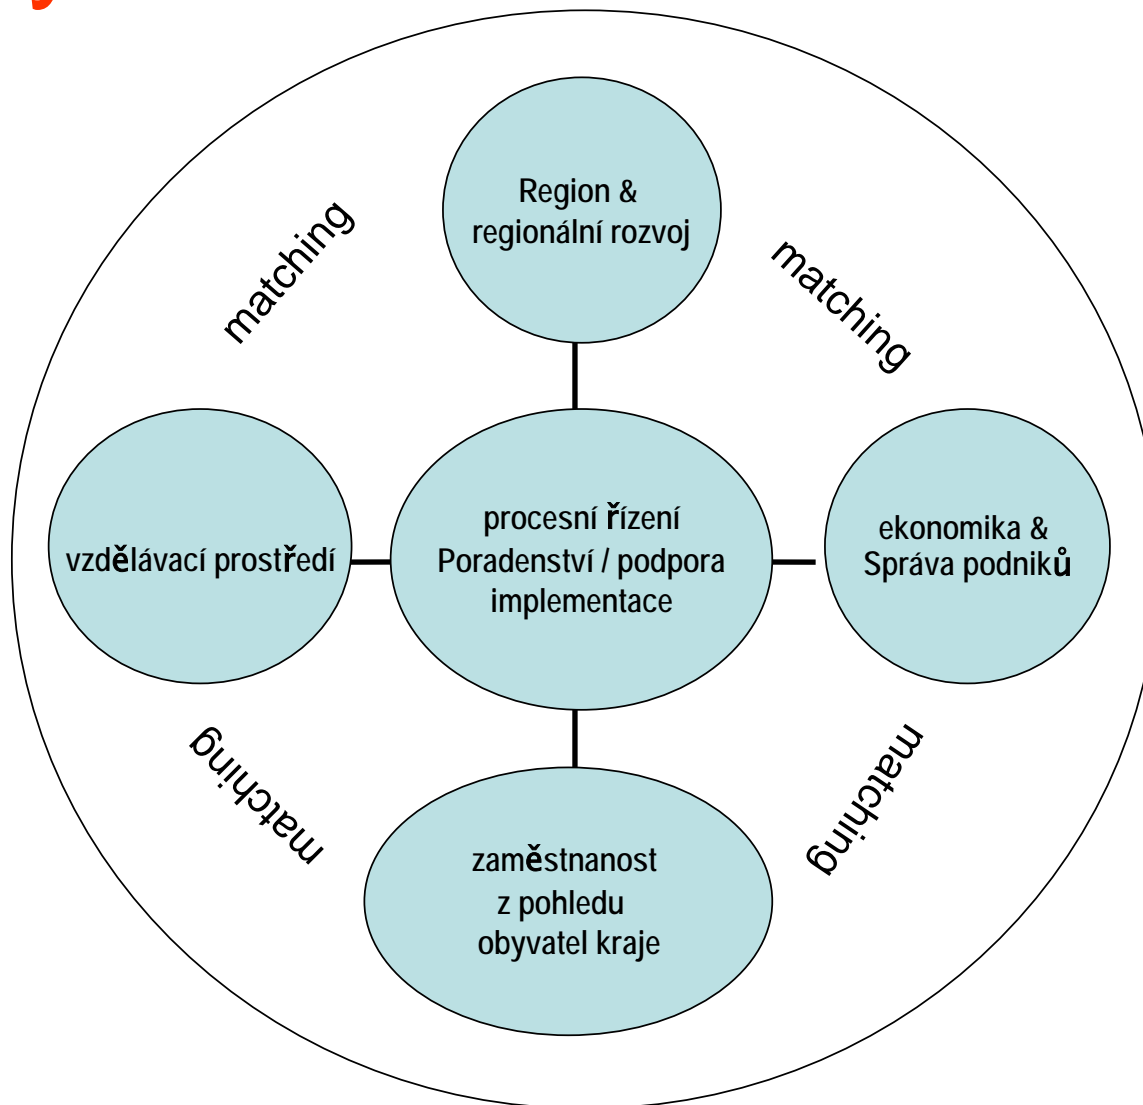 Region &
regionální rozvoj
matching
matching
vzdělávací prostředí
procesní řízení
Poradenství / podpora
implementace
ekonomika &
Správa podniků
matching
matching
zaměstnanost
z pohledu
obyvatel kraje